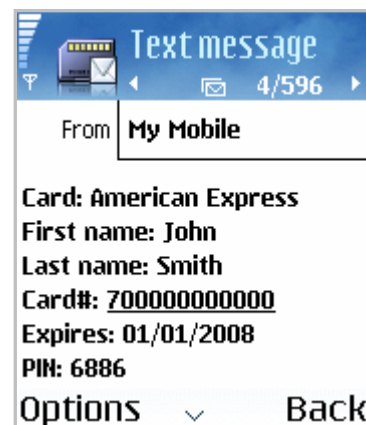 Text message
4/596
From My Mobile
Card: American Express
First name: John
Last name: Smith
Card#: 700000000000
Expires: 01/01/2008
PIN: 6886
Options Back